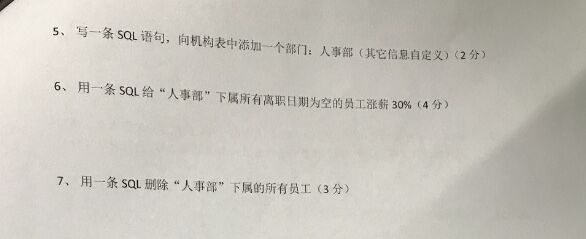 5、 写一条 SQL 语句，向机构表中添加一个部门：人事部（其它信息自定义）（2 分）
6、 用一条 SQL 给“人事部”下属所有离职日期为空的员工涨薪 30%（4 分）
7、 用一条 SQL 删除“人事部”下属的所有员工（3 分）